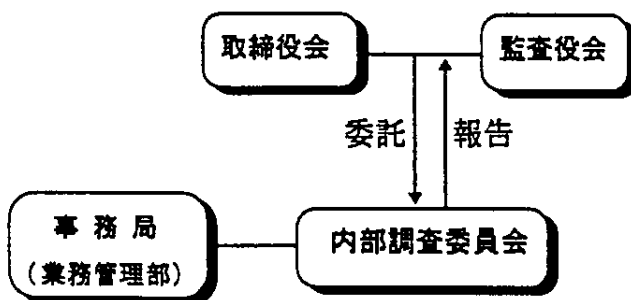 取締役会
監査役会
委託
報告
事務局
(業務管理部)
内部調査委員会